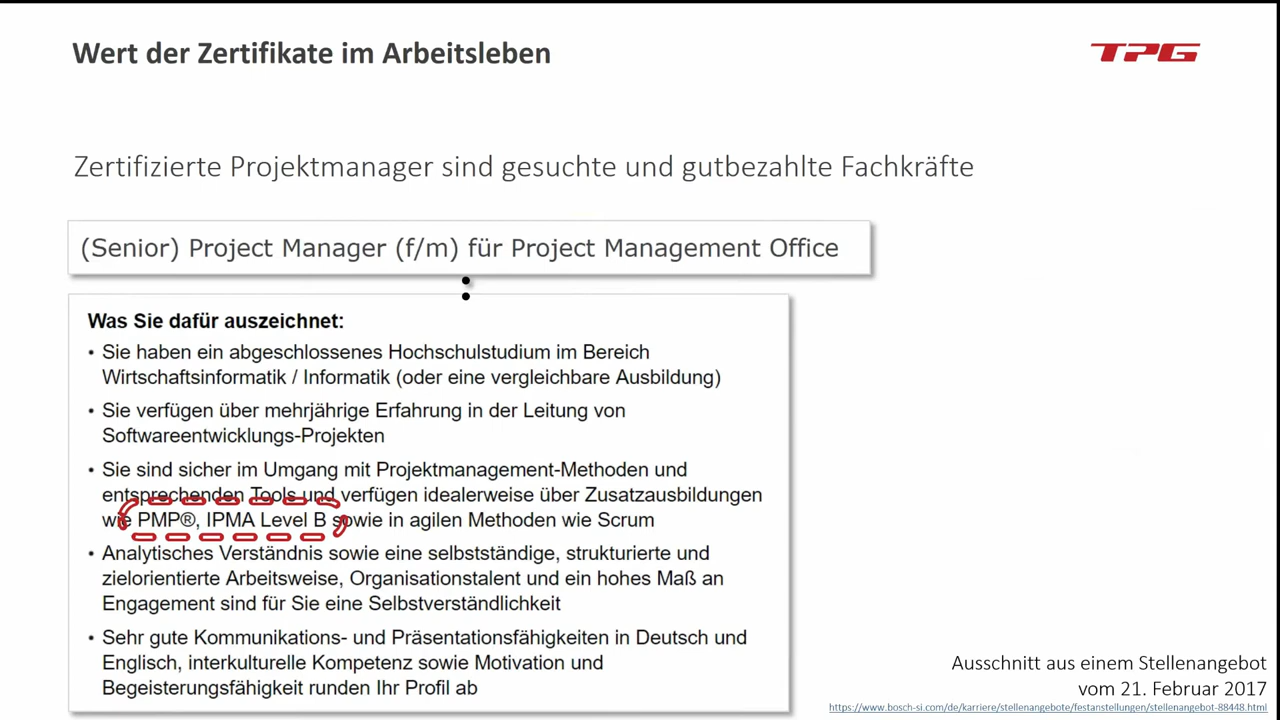 Wert der Zertifikate im Arbeitsleben
TPG
Zertifizierte Projektmanager sind gesuchte und gutbezahlte Fachkräfte
(Senior) Project Manager (f/m) für Project Management Office
Was Sie dafür auszeichnet:
• Sie haben ein abgeschlossenes Hochschulstudium im Bereich
Wirtschaftsinformatik / Informatik (oder eine vergleichbare Ausbildung)
• Sie verfügen über mehrjährige Erfahrung in der Leitung von
Softwareentwicklungs-Projekten
• Sie sind sicher im Umgang mit Projektmanagement-Methoden und
entsprechenden Tools und verfügen idealerweise über Zusatzausbildungen
wie PMP®, IPMA Level B sowie in agilen Methoden wie Scrum
• Analytisches Verständnis sowie eine selbstständige, strukturierte und
zielorientierte Arbeitsweise, Organisationstalent und ein hohes Maß an
Engagement sind für Sie eine Selbstverständlichkeit
• Sehr gute Kommunikations- und Präsentationsfähigkeiten in Deutsch und
Englisch, interkulturelle Kompetenz sowie Motivation und
Begeisterungsfähigkeit runden Ihr Profil ab
Ausschnitt aus einem Stellenangebot
vom 21. Februar 2017
https://www.bosch-si.com/de/karriere/stellenangebote/festanstellungen/stellenangebot-88448.html